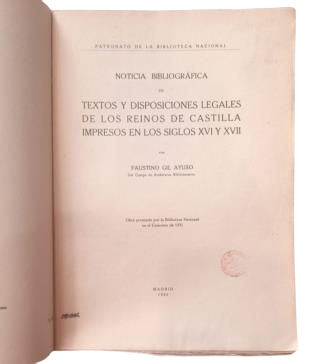 PATRONATO DE LA BIBLIOTECA NACIONAL
NOTICIA BIBLIOGRÁFICA
DE
TEXTOS Y DISPOSICIONES LEGALES
DE LOS REINOS DE CASTILLA
IMPRESOS EN LOS SIGLOS XVI Y XVII
POR
FAUSTINO GIL AYUSO
Del Cuerpo de Archiveros Bibliotecarios
Obra premiada por la Biblioteca Nacional
en el Concurso de
MADRID